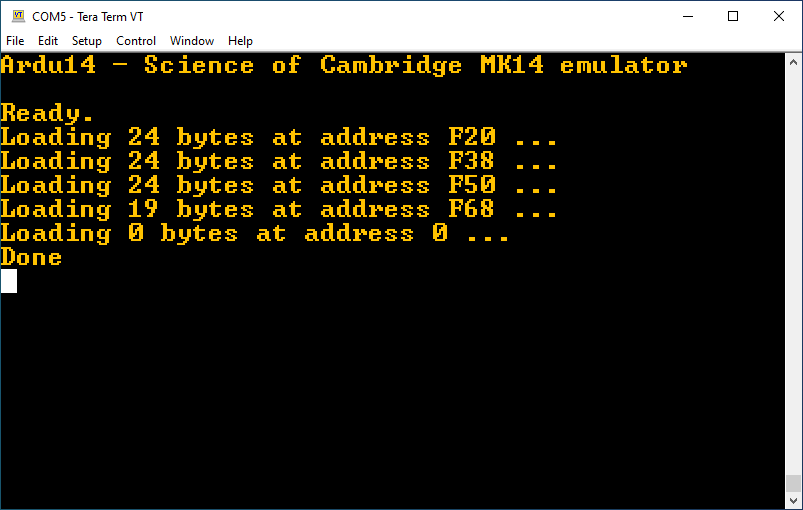 COM5 - Tera Term VT
File Edit Setup Control Window Help
Ardu14 - Science of Cambridge MK14 emulator
Ready.
Loading 24 bytes at address F20 ...
Loading 24 bytes at address F38 ...
Loading 24 bytes at address F50 ...
Loading 19 bytes at address F68 ...
Loading 0 bytes at address 0 ...
Done